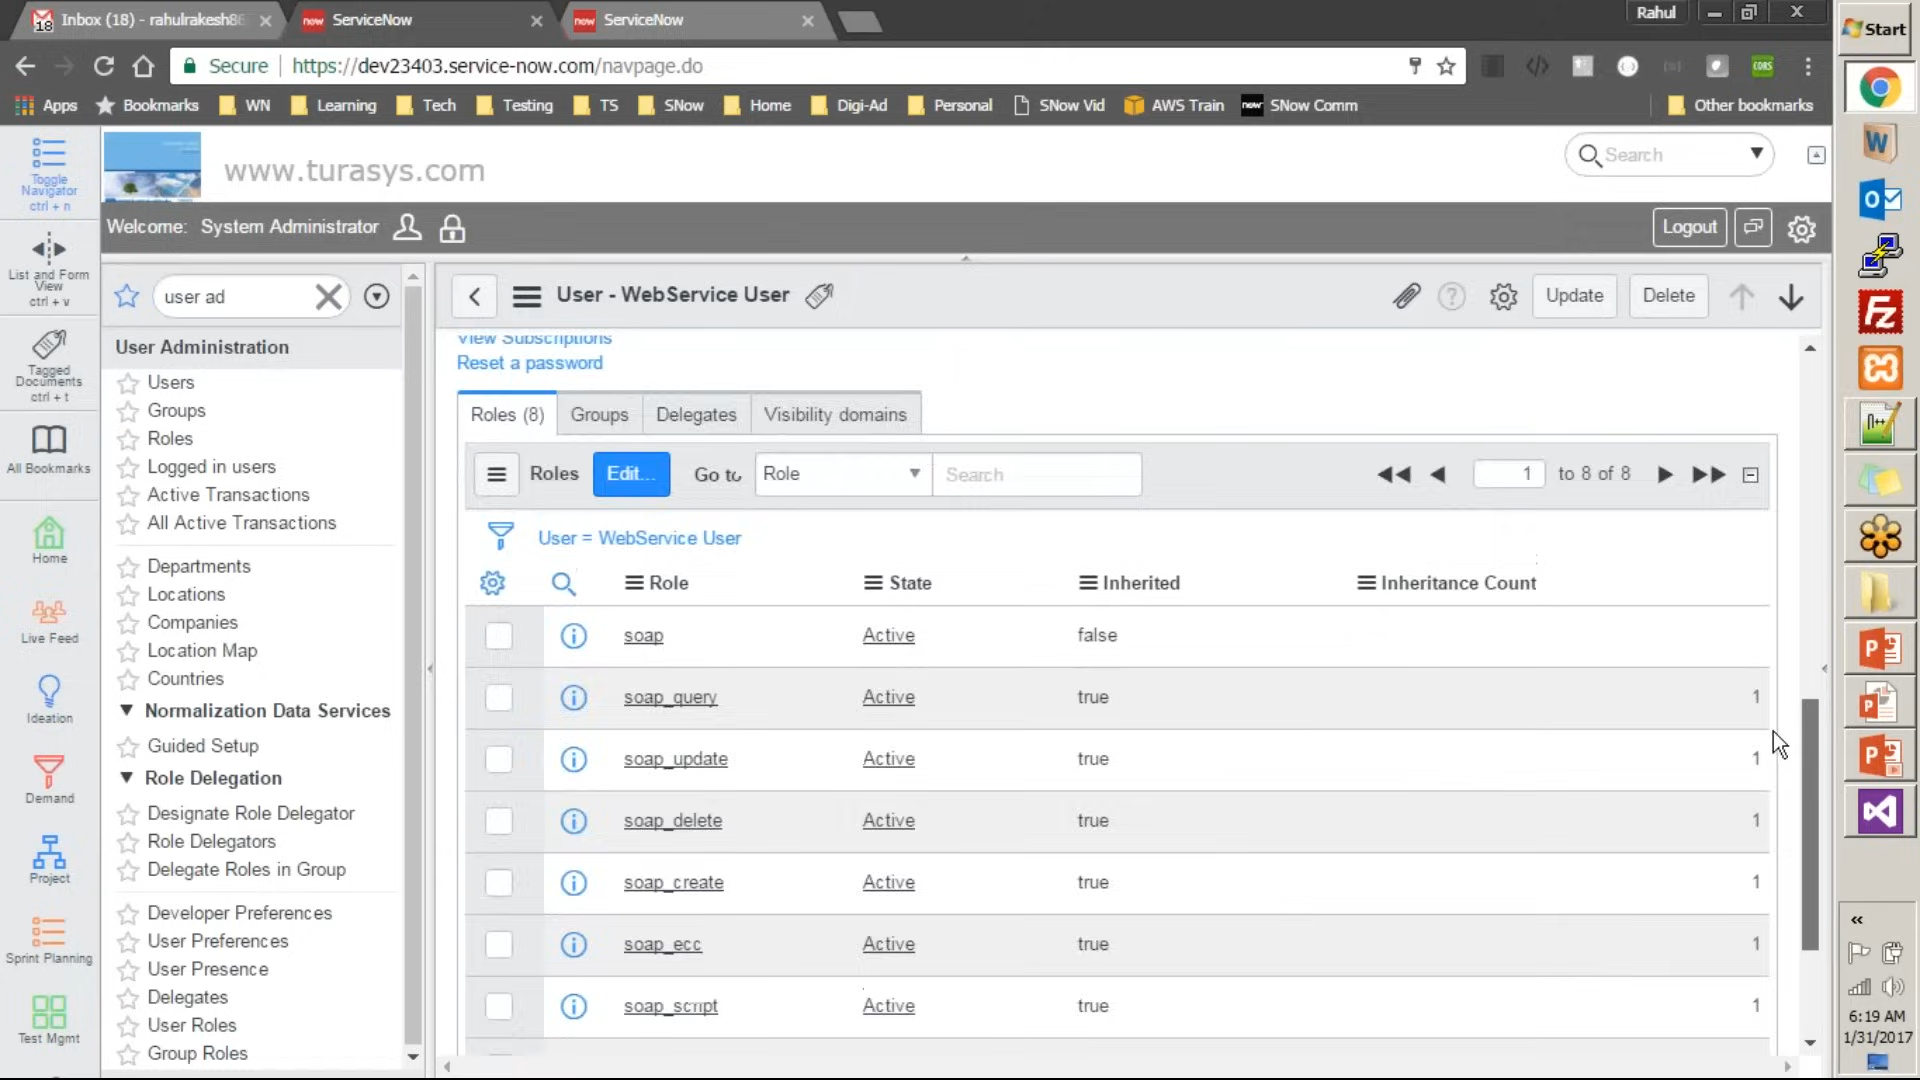 Inbox (18) - rahulrakesh86
ServiceNow
ServiceNow
Rahul
Start
Secure
https://dev23403.service-now.com/navpage.do
Apps
Bookmarks
WN
Learning
Tech
Testing
TS
SNow
Home
Digi-Ad
Personal
SNow Vid
AWS Train
SNow Comm
Other bookmarks
Toggle
Navigator
ctrl + n
www.turasys.com
Search
Welcome: System Administrator
Logout
List and Form
View
ctrl + v
user ad
User - WebService User
Update
Delete
Tagged
Documents
ctrl + t
All Bookmarks
Home
Live Feed
Ideation
Demand
Project
Sprint Planning
Test Mgmt
User Administration
Users
Groups
Roles
Logged in users
Active Transactions
All Active Transactions
Departments
Locations
Companies
Location Map
Countries
Normalization Data Services
Guided Setup
Role Delegation
Designate Role Delegator
Role Delegators
Delegate Roles in Group
Developer Preferences
User Preferences
User Presence
Delegates
User Roles
Group Roles
View Subscriptions
Reset a password
Roles (8)
Groups
Delegates
Visibility domains
Roles
Edit...
Go to
Role
Search
1 to 8 of 8
User = WebService User
Role State Inherited Inheritance Count
soap Active false
soap_query Active true 1
soap_update Active true 1
soap_delete Active true 1
soap_create Active true 1
soap_ecc Active true 1
soap_script Active true 1
6:19 AM
1/31/2017